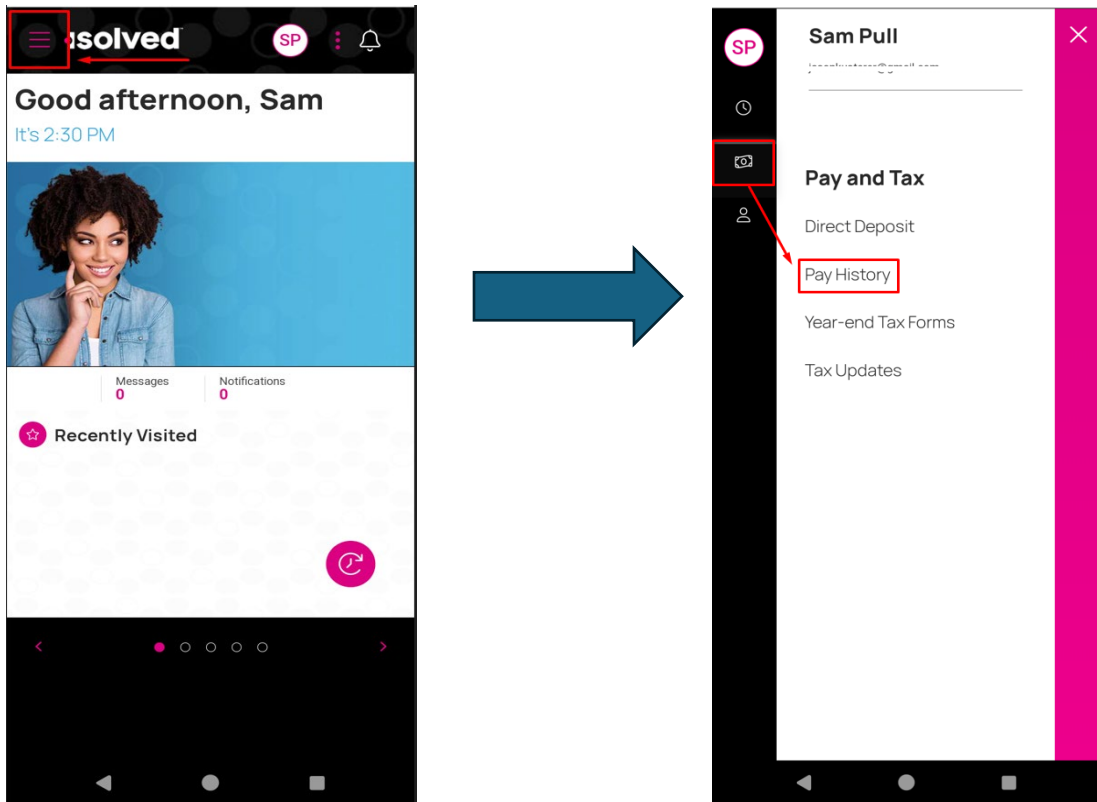 isolved
SP
Good afternoon, Sam
It's 2:30 PM
Messages
0
Notifications
0
Recently Visited
SP
Sam Pull
Pay and Tax
Direct Deposit
Pay History
Year-end Tax Forms
Tax Updates